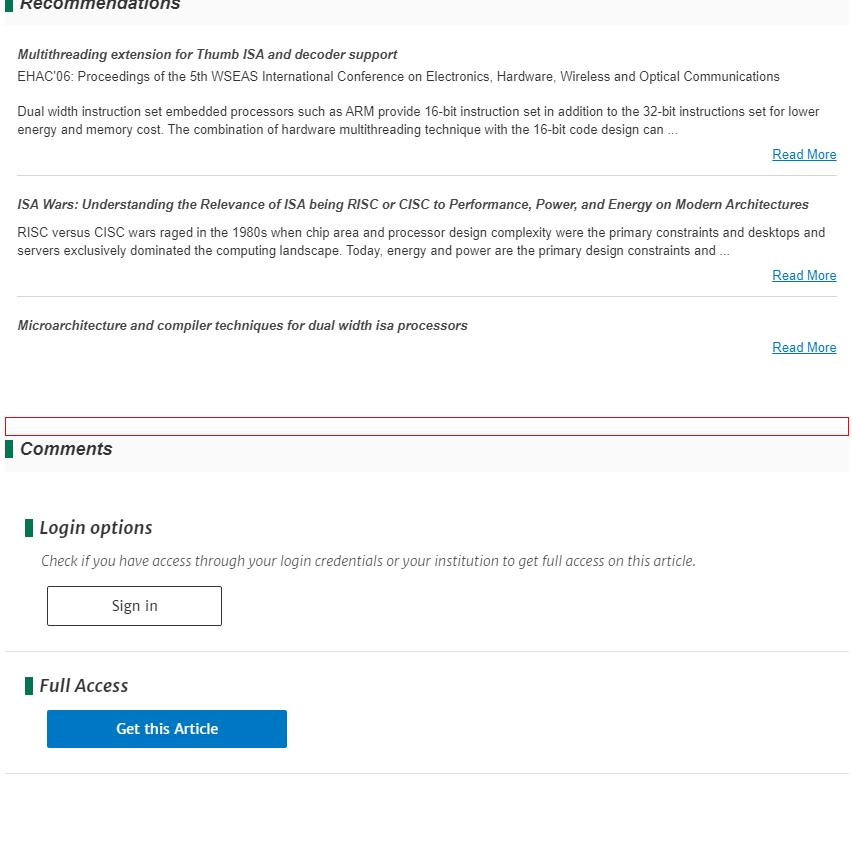 Recommendations
Multithreading extension for Thumb ISA and decoder support
EHAC'06: Proceedings of the 5th WSEAS International Conference on Electronics, Hardware, Wireless and Optical Communications
Dual width instruction set embedded processors such as ARM provide 16-bit instruction set in addition to the 32-bit instructions set for lower
energy and memory cost. The combination of hardware multithreading technique with the 16-bit code design can ...
Read More
ISA Wars: Understanding the Relevance of ISA being RISC or CISC to Performance, Power, and Energy on Modern Architectures
RISC versus CISC wars raged in the 1980s when chip area and processor design complexity were the primary constraints and desktops and
servers exclusively dominated the computing landscape. Today, energy and power are the primary design constraints and ...
Read More
Microarchitecture and compiler techniques for dual width isa processors
Read More
Comments
Login options
Check if you have access through your login credentials or your institution to get full access on this article.
Sign in
Full Access
Get this Article